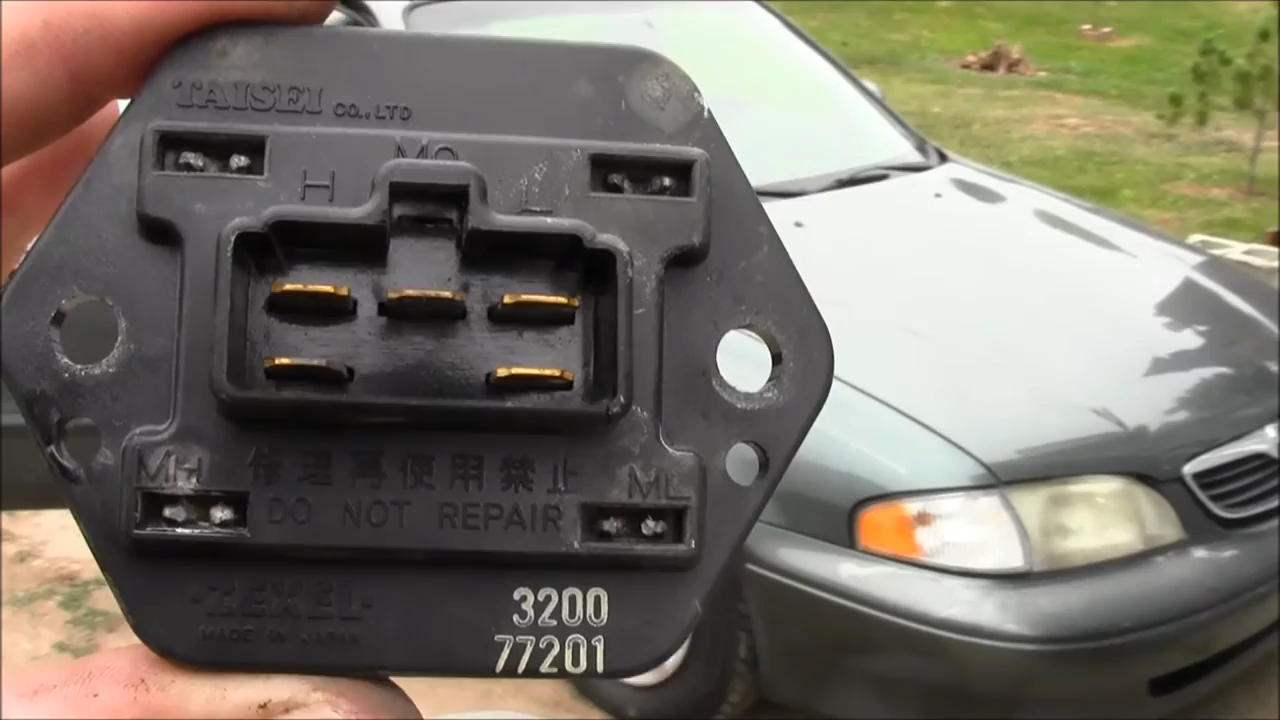 TAISEI CO., LTD
MO
H
L
MH
修理再使用禁止
ML
DO NOT REPAIR
ZEXEL
MADE IN JAPAN
3200
77201